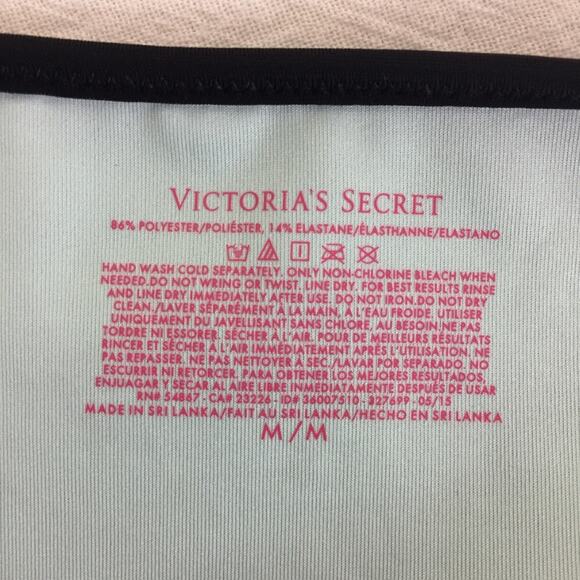 VICTORIA'S SECRET
86% POLYESTER/POLIÉSTER, 14% ELASTANE/ÉLASTHANNE/ELASTANO
HAND WASH COLD SEPARATELY. ONLY NON-CHLORINE BLEACH WHEN
NEEDED.DO NOT WRING OR TWIST. LINE DRY. FOR BEST RESULTS RINSE
AND LINE DRY IMMEDIATELY AFTER USE. DO NOT IRON.DO NOT DRY
CLEAN./LAVER SÉPARÉMENT À LA MAIN, À L'EAU FROIDE. UTILISER
UNIQUEMENT DU JAVELLISANT SANS CHLORE, AU BESOIN.NE PAS
TORDRE NI ESSORER. SÉCHER À L'AIR. POUR DE MEILLEURS RÉSULTATS
RINCER ET SÉCHER À L'AIR IMMÉDIATEMENT APRÈS L'UTILISATION. NE
PAS REPASSER. NE PAS NETTOYER À SEC/LAVAR POR SEPARADO. NO
ESCURRIR NI RETORCER. PARA OBTENER LOS MEJORES RESULTADOS,
ENJUAGAR Y SECAR AL AIRE LIBRE INMEDIATAMENTE DESPUÉS DE USAR
RN# 54867 - CA# 23226 - ID# 36007510 - 327699 - 05/15
MADE IN SRI LANKA/FAIT AU SRI LANKA/HECHO EN SRI LANKA
M/M